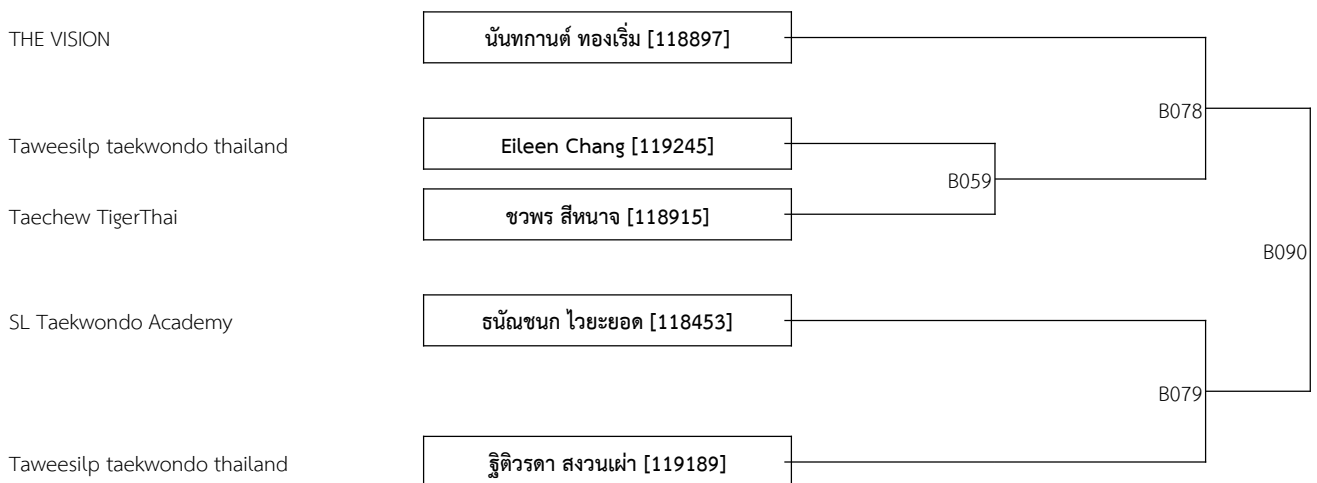 THE VISION นันทกานต์ ทองเริ่ม [118897]
B078
Taweesilp taekwondo thailand Eileen Chang [119245]
B059
Taechew TigerThai ชวพร สีหนาจ [118915]
B090
SL Taekwondo Academy ธนัณชนก ไวยะยอด [118453]
B079
Taweesilp taekwondo thailand ฐิติวรดา สงวนเผ่า [119189]